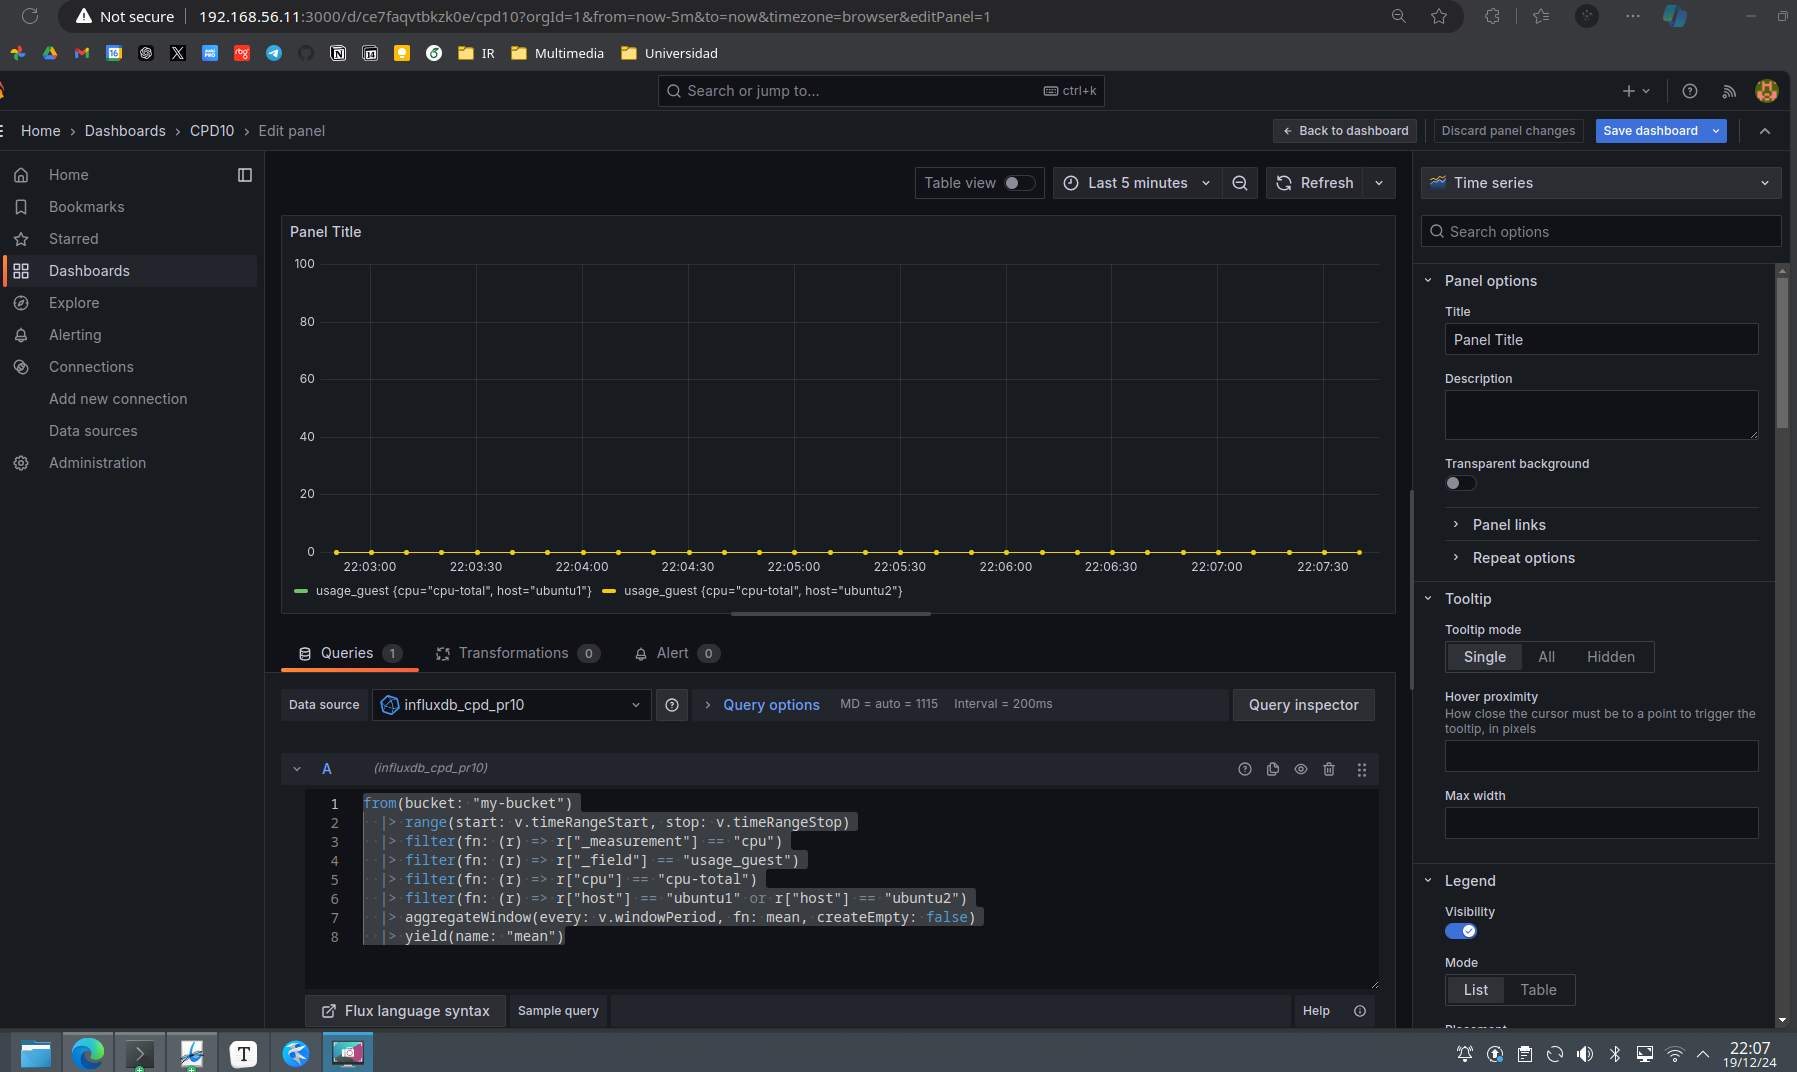 Not secure
192.168.56.11:3000/d/ce7faqvtbkzk0e/cpd10?orgId=1&from=now-5m&to=now&timezone=browser&editPanel=1
IR
Multimedia
Universidad
Search or jump to...
ctrl+k
Home › Dashboards › CPD10 › Edit panel
Back to dashboard
Discard panel changes
Save dashboard
Home
Bookmarks
Starred
Dashboards
Explore
Alerting
Connections
Add new connection
Data sources
Administration
Table view
Last 5 minutes
Refresh
Panel Title
100
80
60
40
20
0
22:03:00 22:03:30 22:04:00 22:04:30 22:05:00 22:05:30 22:06:00 22:06:30 22:07:00 22:07:30
usage_guest {cpu="cpu-total", host="ubuntu1"} usage_guest {cpu="cpu-total", host="ubuntu2"}
Queries 1
Transformations 0
Alert 0
Data source
influxdb_cpd_pr10
Query options
MD = auto = 1115
Interval = 200ms
Query inspector
A
(influxdb_cpd_pr10)
1 from(bucket: "my-bucket")
2 |> range(start: v.timeRangeStart, stop: v.timeRangeStop)
3 |> filter(fn: (r) => r["_measurement"] == "cpu")
4 |> filter(fn: (r) => r["_field"] == "usage_guest")
5 |> filter(fn: (r) => r["cpu"] == "cpu-total")
6 |> filter(fn: (r) => r["host"] == "ubuntu1" or r["host"] == "ubuntu2")
7 |> aggregateWindow(every: v.windowPeriod, fn: mean, createEmpty: false)
8 |> yield(name: "mean")
Flux language syntax
Sample query
Help
Time series
Search options
Panel options
Title
Panel Title
Description
Transparent background
Panel links
Repeat options
Tooltip
Tooltip mode
Single
All
Hidden
Hover proximity
How close the cursor must be to a point to trigger the
tooltip, in pixels
Max width
Legend
Visibility
Mode
List
Table
22:07
19/12/24